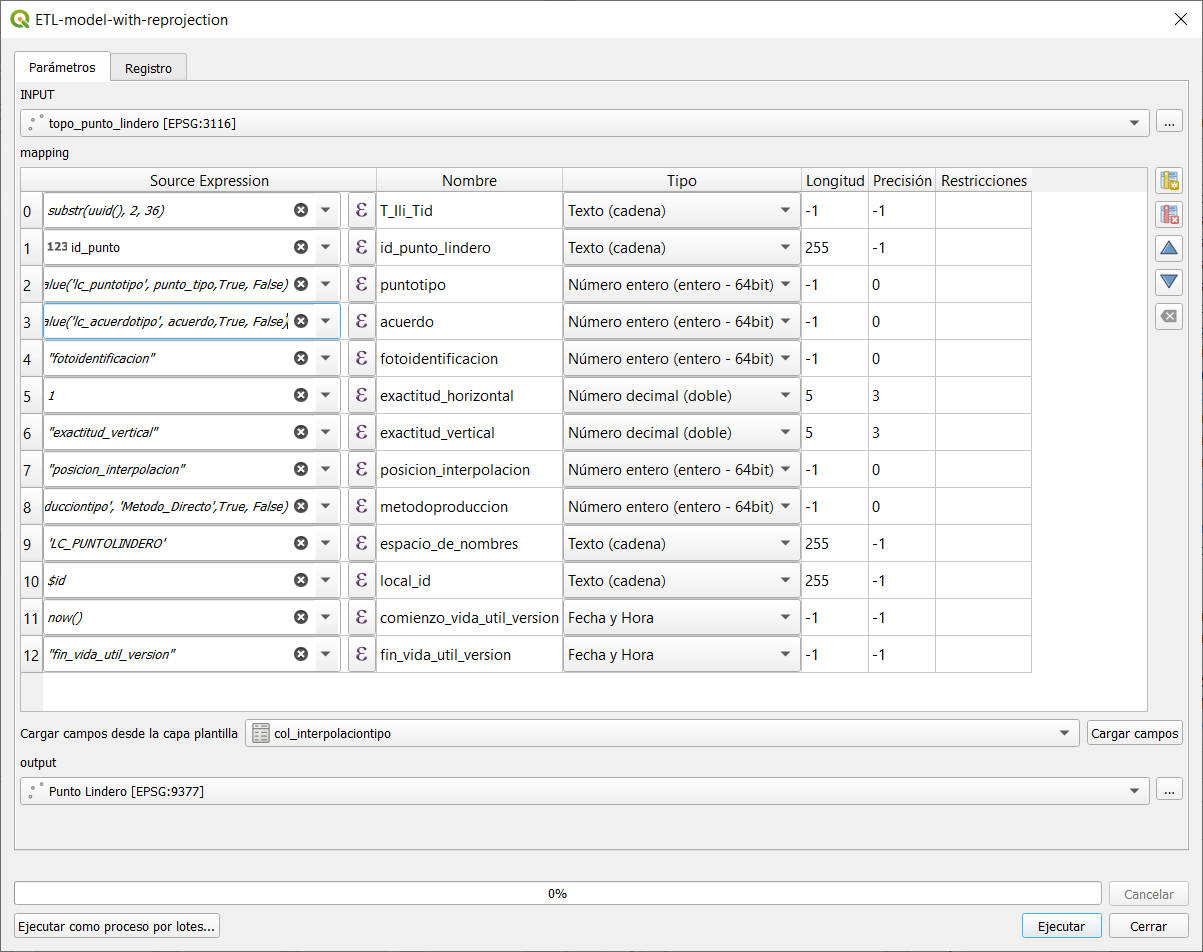 ETL-model-with-reprojection
Parámetros Registro
INPUT
topo_punto_lindero [EPSG:3116] ...
mapping
Source Expression Nombre Tipo Longitud Precisión Restricciones
0 substr(uuid(), 2, 36) ε T_Ili_Tid Texto (cadena) -1 -1
1 123 id_punto ε id_punto_lindero Texto (cadena) 255 -1
2 alue('lc_puntotipo', punto_tipo,True, False) ε puntotipo Número entero (entero - 64bit) -1 0
3 alue('lc_acuerdotipo', acuerdo,True, False) ε acuerdo Número entero (entero - 64bit) -1 0
4 "fotoidentificacion" ε fotoidentificacion Número entero (entero - 64bit) -1 0
5 1 ε exactitud_horizontal Número decimal (doble) 5 3
6 "exactitud_vertical" ε exactitud_vertical Número decimal (doble) 5 3
7 "posicion_interpolacion" ε posicion_interpolacion Número entero (entero - 64bit) -1 0
8 ducciontipo', 'Metodo_Directo',True, False) ε metodoproduccion Número entero (entero - 64bit) -1 0
9 'LC_PUNTOLINDERO' ε espacio_de_nombres Texto (cadena) 255 -1
10 $id ε local_id Texto (cadena) 255 -1
11 now() ε comienzo_vida_util_version Fecha y Hora -1 -1
12 "fin_vida_util_version" ε fin_vida_util_version Fecha y Hora -1 -1
Cargar campos desde la capa plantilla col_interpolaciontipo Cargar campos
output
Punto Lindero [EPSG:9377] ...
0% Cancelar
Ejecutar como proceso por lotes... Ejecutar Cerrar